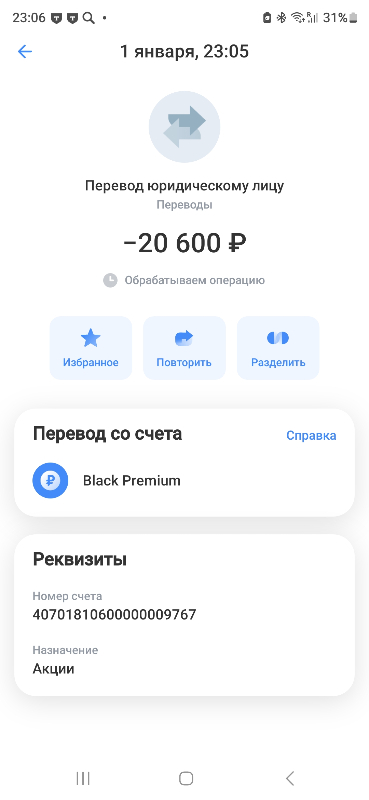 23:06 31%
1 января, 23:05
Перевод юридическому лицу
Переводы
−20 600 ₽
Обрабатываем операцию
Избранное Повторить Разделить
Перевод со счета Справка
Black Premium
Реквизиты
Номер счета
40701810600000009767
Назначение
Акции